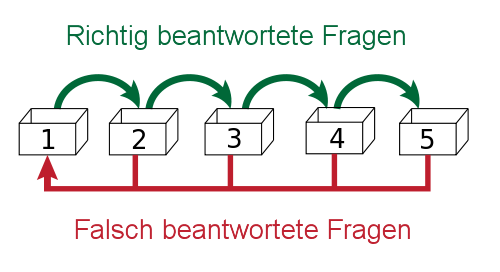 Richtig beantwortete Fragen
1 2 3 4 5
Falsch beantwortete Fragen